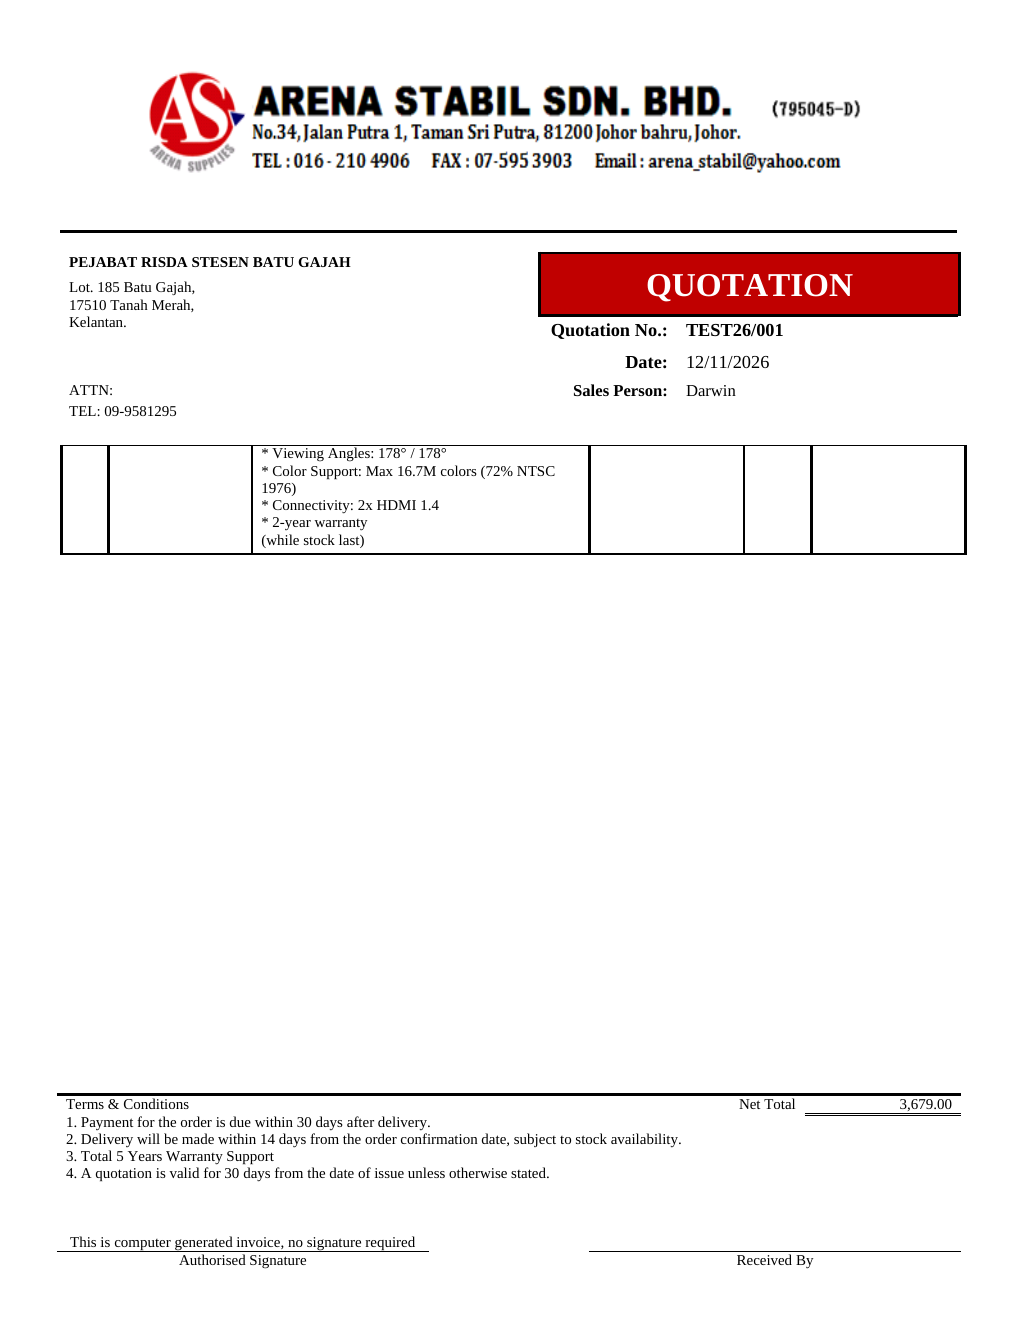 AS
ARENA SUPPLIES
ARENA STABIL SDN. BHD. (795045-D)
No.34, Jalan Putra 1, Taman Sri Putra, 81200 Johor bahru, Johor.
TEL : 016 - 210 4906 FAX : 07-595 3903 Email : arena_stabil@yahoo.com
PEJABAT RISDA STESEN BATU GAJAH
Lot. 185 Batu Gajah,
17510 Tanah Merah,
Kelantan.
ATTN:
TEL: 09-9581295
QUOTATION
Quotation No.: TEST26/001
Date: 12/11/2026
Sales Person: Darwin
* Viewing Angles: 178° / 178°
* Color Support: Max 16.7M colors (72% NTSC
1976)
* Connectivity: 2x HDMI 1.4
* 2-year warranty
(while stock last)
Terms & Conditions
Net Total 3,679.00
1. Payment for the order is due within 30 days after delivery.
2. Delivery will be made within 14 days from the order confirmation date, subject to stock availability.
3. Total 5 Years Warranty Support
4. A quotation is valid for 30 days from the date of issue unless otherwise stated.
This is computer generated invoice, no signature required
Authorised Signature
Received By